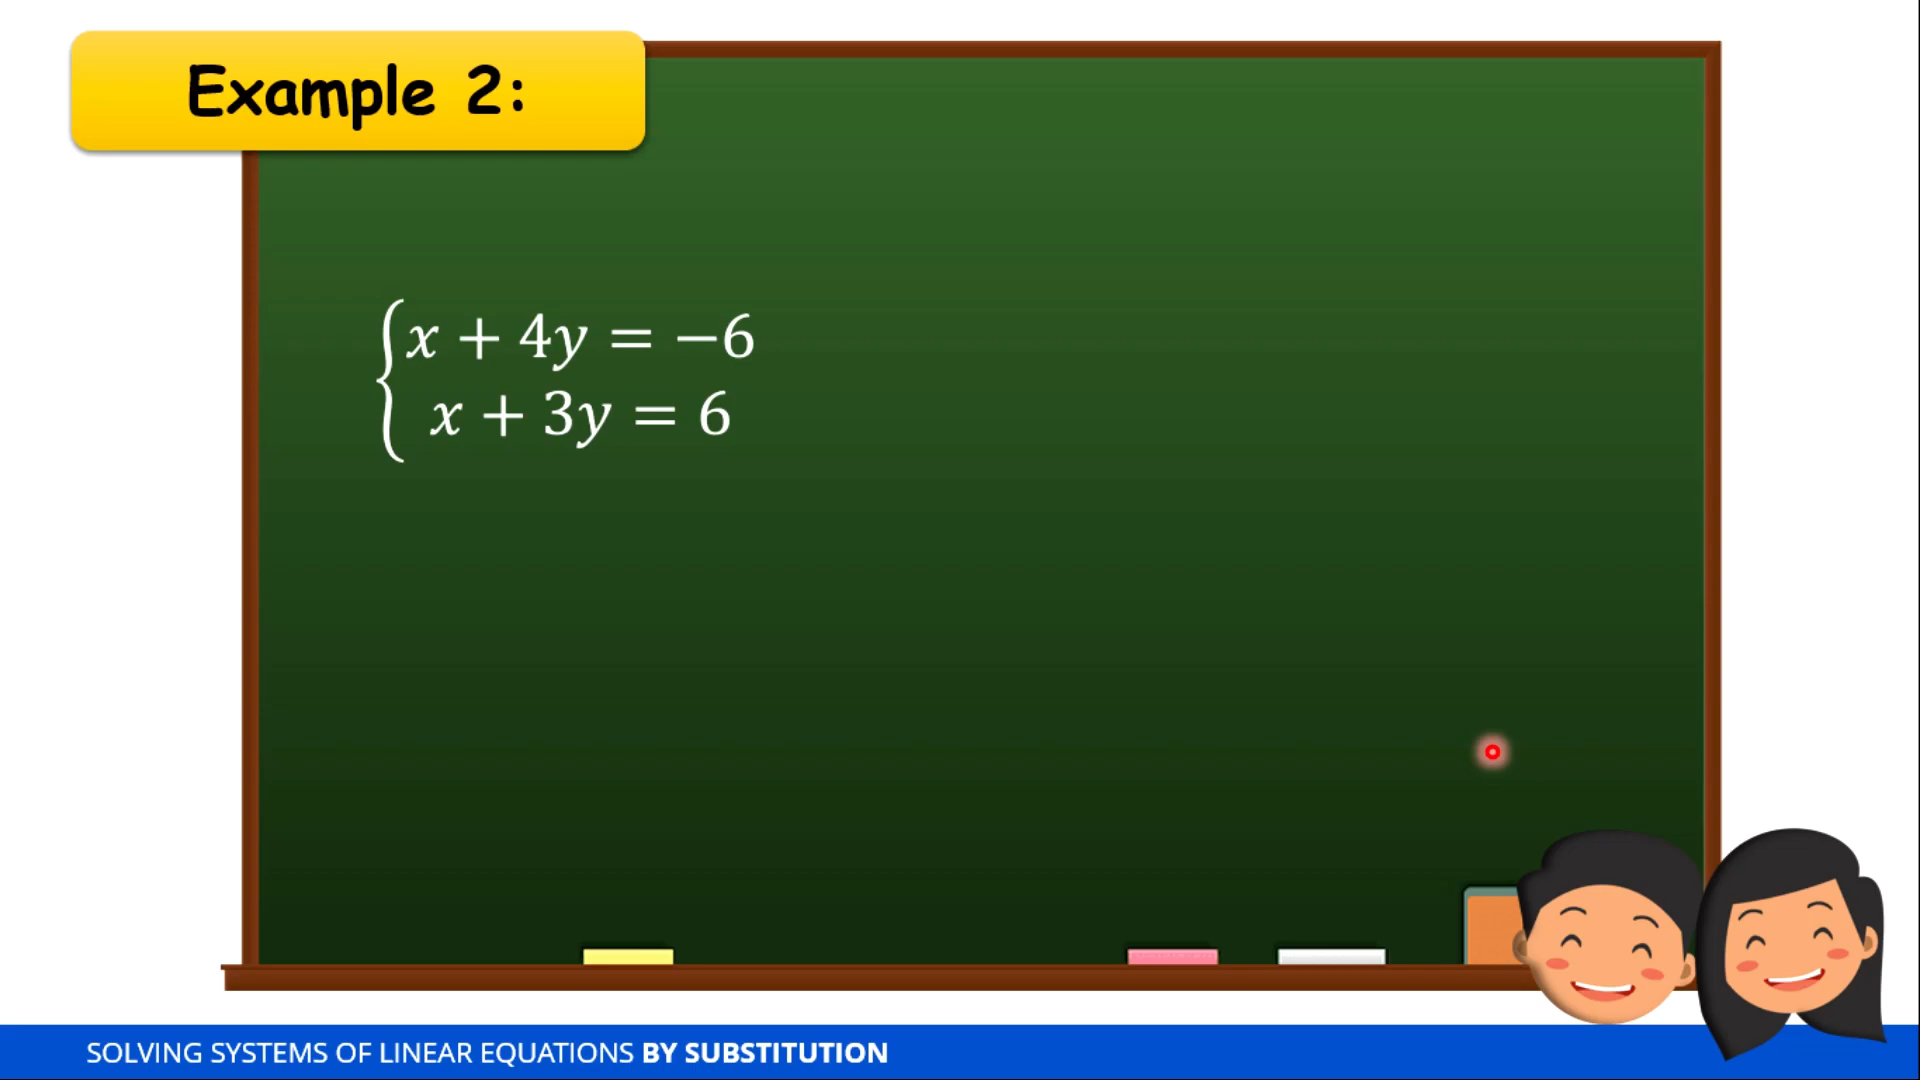 Example 2:
x + 4y = −6
x + 3y = 6
SOLVING SYSTEMS OF LINEAR EQUATIONS BY SUBSTITUTION